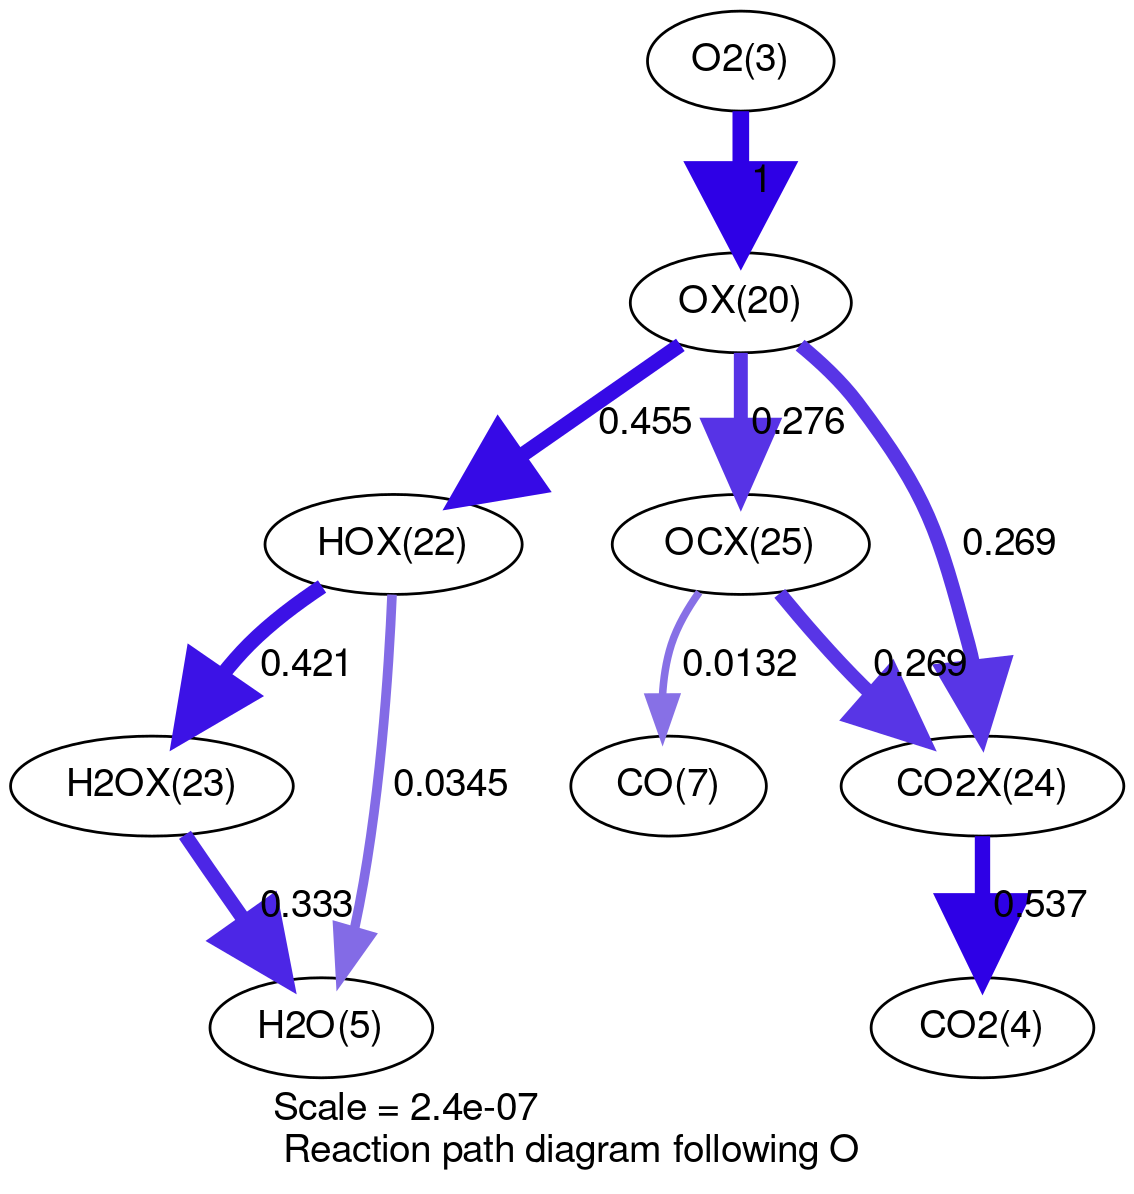 O2(3)
1
OX(20)
0.455
0.276
0.269
HOX(22)
OCX(25)
0.421
0.0132
0.269
H2OX(23)
0.0345
CO(7)
CO2X(24)
0.333
0.537
H2O(5)
CO2(4)
Scale = 2.4e-07
Reaction path diagram following O